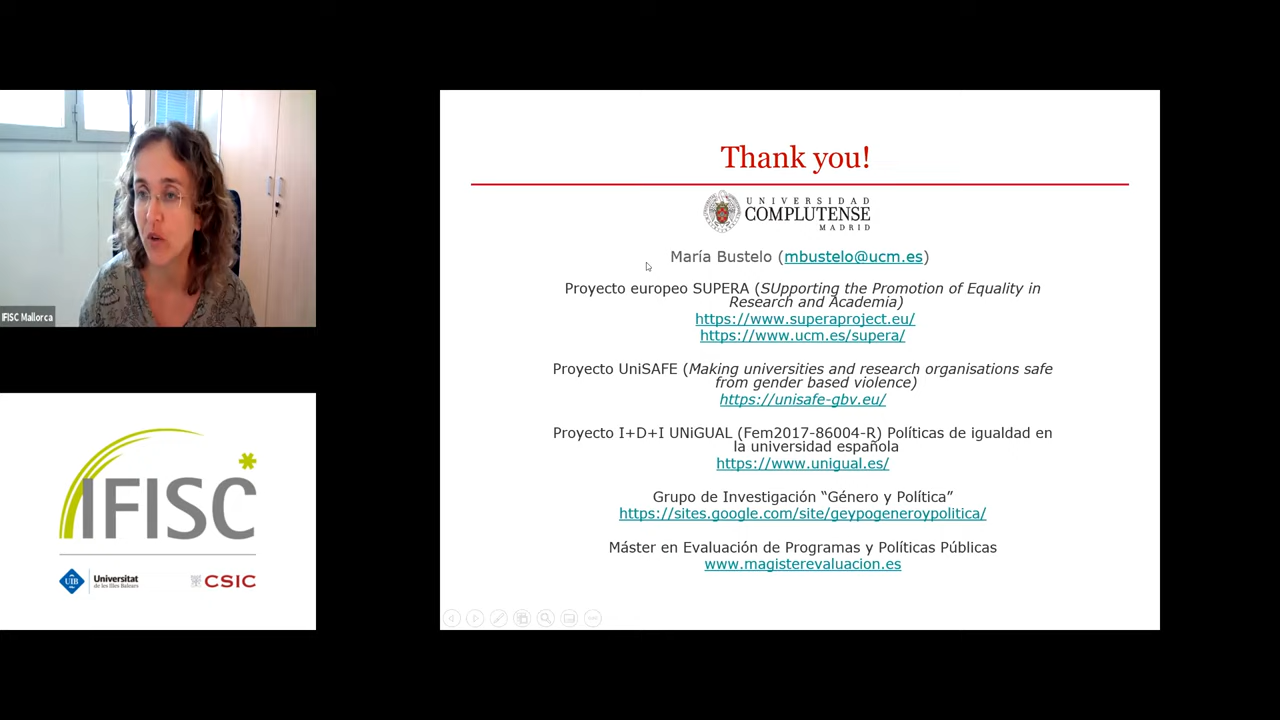 Thank you!
UNIVERSIDAD
COMPLUTENSE
MADRID
María Bustelo (mbustelo@ucm.es)
Proyecto europeo SUPERA (SUpporting the Promotion of Equality in
Research and Academia)
https://www.superaproject.eu/
https://www.ucm.es/supera/
Proyecto UniSAFE (Making universities and research organisations safe
from gender based violence)
https://unisafe-gbv.eu/
Proyecto I+D+I UNiGUAL (Fem2017-86004-R) Políticas de igualdad en
la universidad española
https://www.unigual.es/
Grupo de Investigación “Género y Política”
https://sites.google.com/site/geypogeneroypolitica/
Máster en Evaluación de Programas y Políticas Públicas
www.magisterevaluacion.es
IFISC Mallorca
IFISC
UIB
Universitat
de les Illes Balears
CSIC